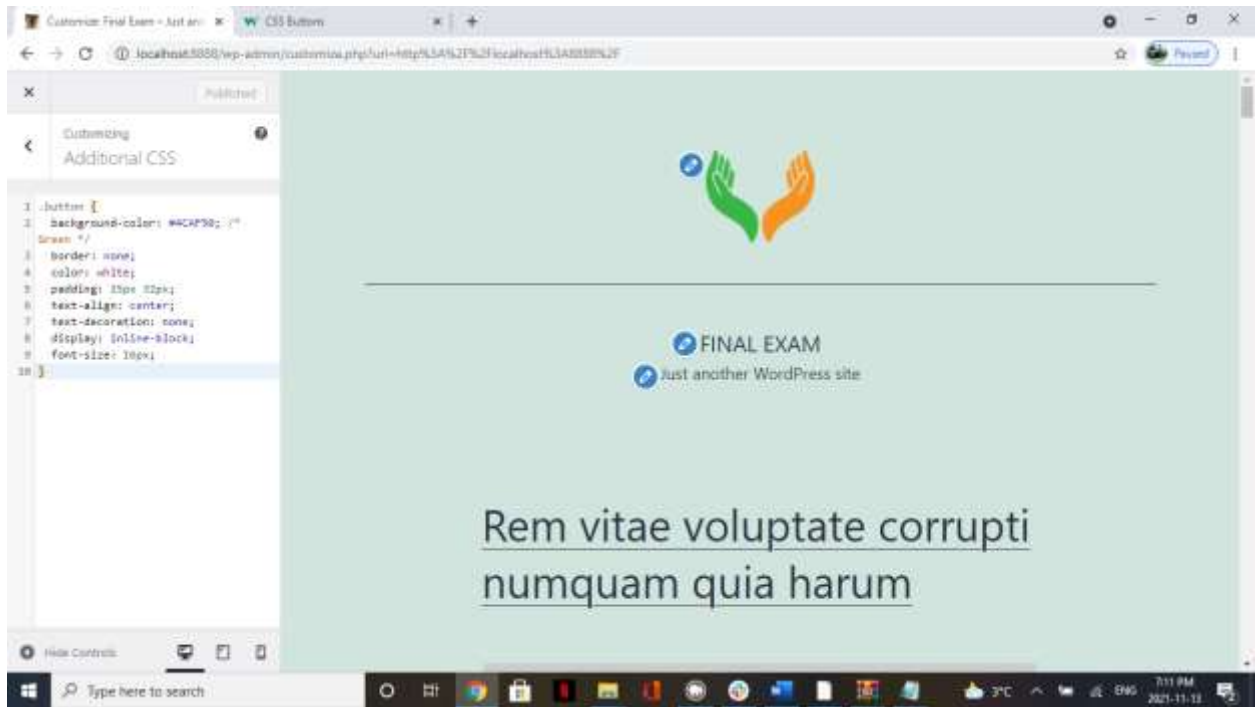 Customize: Final Exam – Just an
CSS Buttons
localhost:8888/wp-admin/customize.php?url=http%3A%2F%2Flocalhost%3A8888%2F
Paused
Published
Customizing
Additional CSS
1 .button {
2 background-color: #4CAF50; /*
Green */
3 border: none;
4 color: white;
5 padding: 15px 32px;
6 text-align: center;
7 text-decoration: none;
8 display: inline-block;
9 font-size: 16px;
10 }
FINAL EXAM
Just another WordPress site
Rem vitae voluptate corrupti
numquam quia harum
Hide Controls
Type here to search
3°C
ENG
7:11 PM
2021-11-13